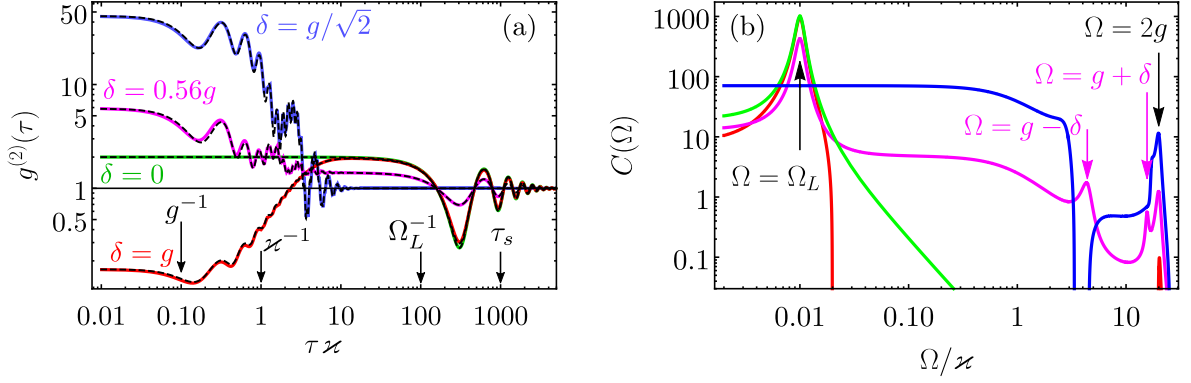 (a)
g⁽²⁾(τ)
50
10
5
1
0.5
δ = g/√2
δ = 0.56g
δ = 0
δ = g
g⁻¹
ϰ⁻¹
Ω_L⁻¹
τ_s
0.01 0.10 1 10 100 1000
τ ϰ
(b)
C(Ω)
1000
100
10
1
0.1
Ω = 2g
Ω = g + δ
Ω = g − δ
Ω = Ω_L
0.01 0.10 1 10
Ω/ϰ